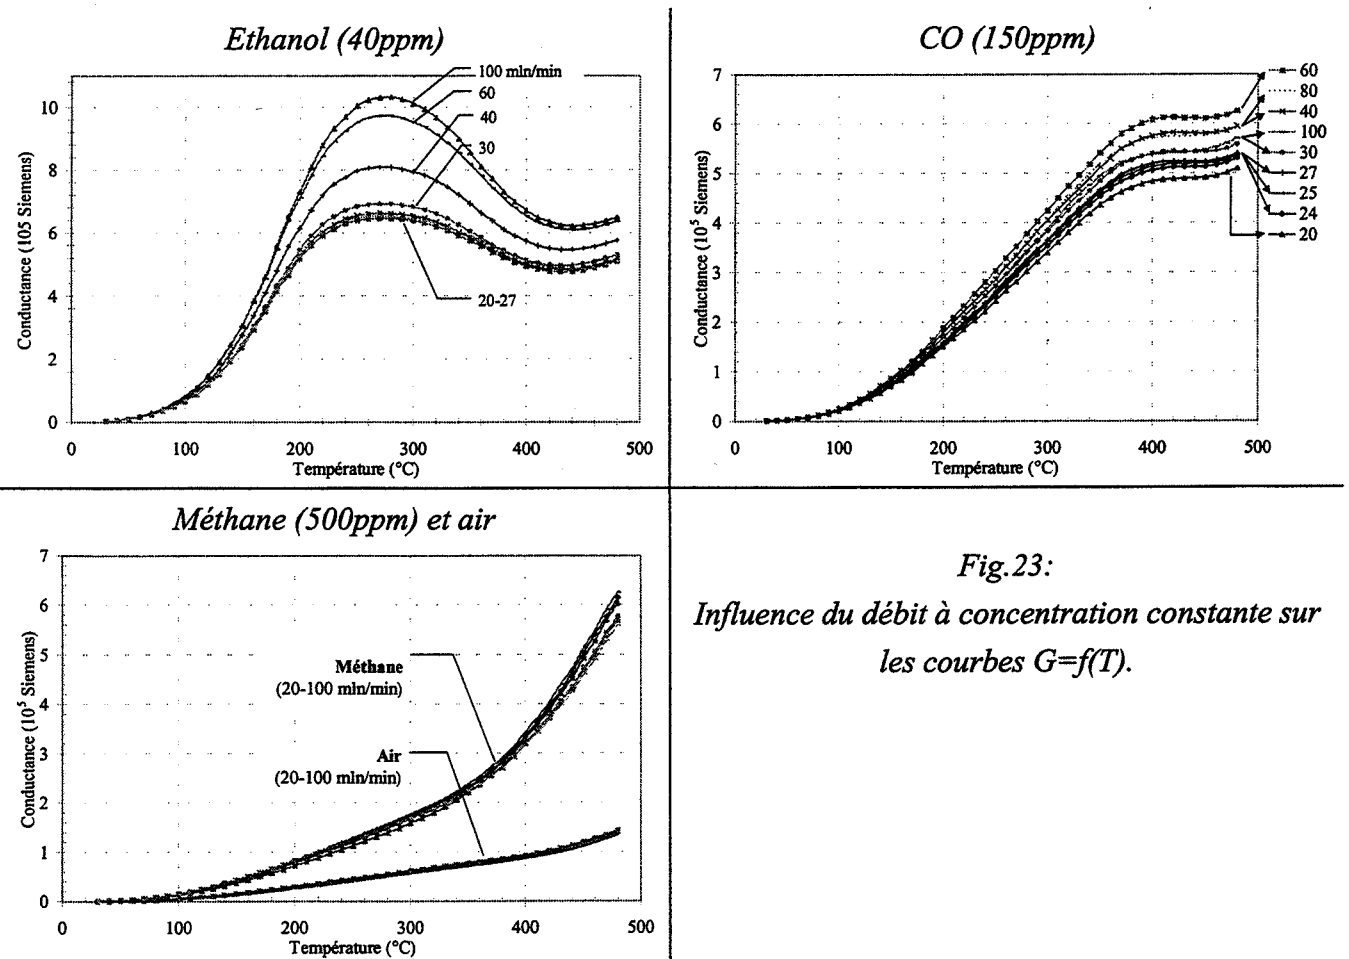 Ethanol (40ppm)
100 mln/min
60
40
30
20-27
10
8
6
4
2
0
Conductance (105 Siemens)
0 100 200 300 400 500
Température (°C)
CO (150ppm)
7
6
5
4
3
2
1
0
Conductance (10⁵ Siemens)
60
80
40
100
30
27
25
24
20
0 100 200 300 400 500
Température (°C)
Méthane (500ppm) et air
7
6
5
4
3
2
1
0
Conductance (10⁵ Siemens)
Méthane
(20-100 mln/min)
Air
(20-100 mln/min)
0 100 200 300 400 500
Température (°C)
Fig.23:
Influence du débit à concentration constante sur
les courbes G=f(T).